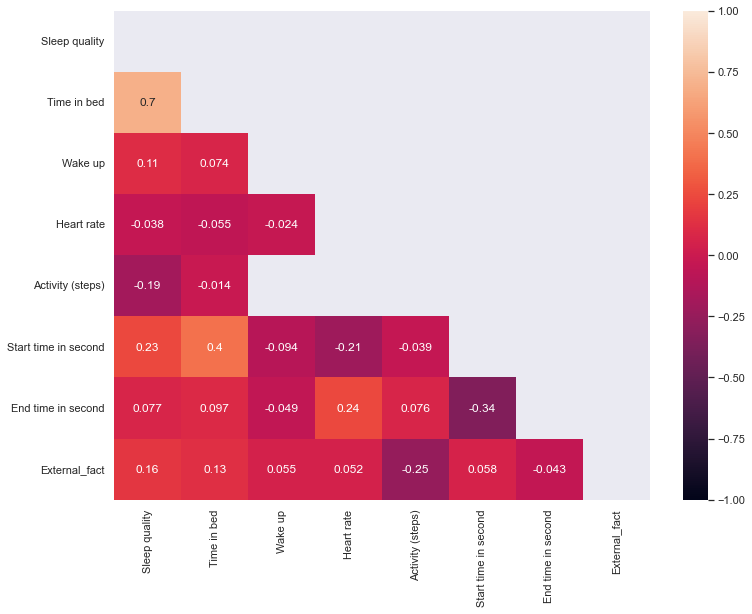 Sleep quality
Time in bed
0.7
Wake up
0.11 0.074
Heart rate
-0.038 -0.055 -0.024
Activity (steps)
-0.19 -0.014
Start time in second
0.23 0.4 -0.094 -0.21 -0.039
End time in second
0.077 0.097 -0.049 0.24 0.076 -0.34
External_fact
0.16 0.13 0.055 0.052 -0.25 0.058 -0.043
Sleep quality
Time in bed
Wake up
Heart rate
Activity (steps)
Start time in second
End time in second
External_fact
1.00
0.75
0.50
0.25
0.00
−0.25
−0.50
−0.75
−1.00